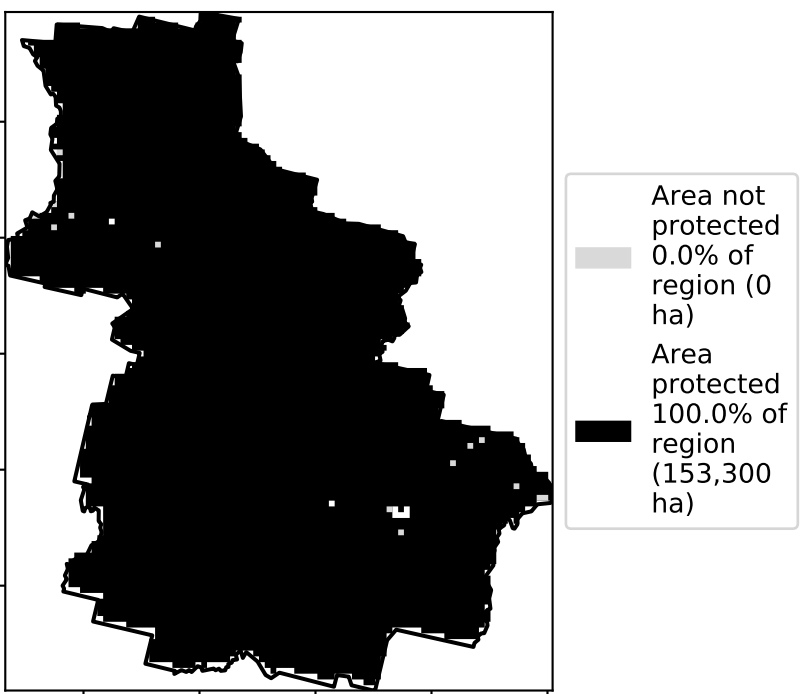 Area not
protected
0.0% of
region (0
ha)
Area
protected
100.0% of
region
(153,300
ha)